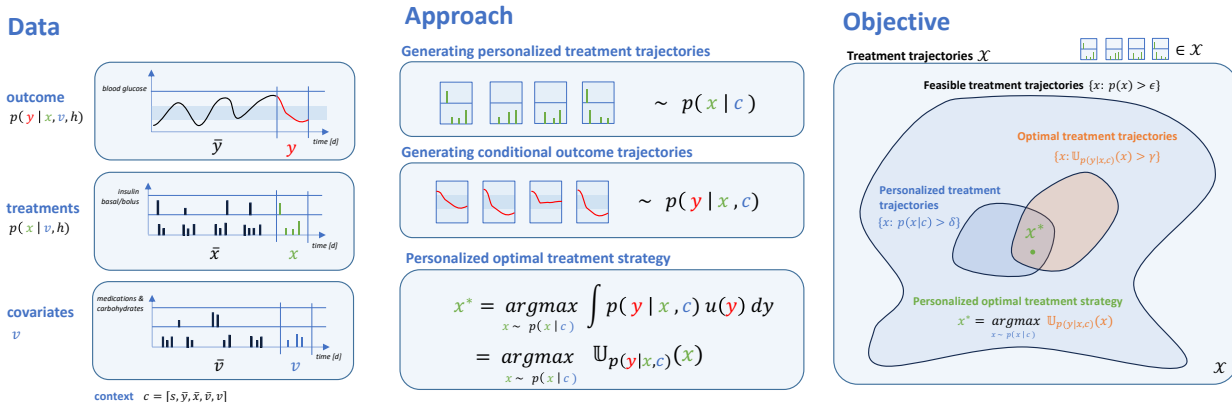 Data
outcome
p( y | x, v, h)
blood glucose
ȳ
y
time [d]
treatments
p( x | v, h)
insulin
basal/bolus
x̄
x
time [d]
covariates
v
medications &
carbohydrates
v̄
v
time [d]
context c = [s, ȳ, x̄, v̄, v]
Approach
Generating personalized treatment trajectories
~ p( x | c)
Generating conditional outcome trajectories
~ p( y | x , c)
Personalized optimal treatment strategy
x* = argmax ∫ p( y | x , c) u(y) dy
x ~ p( x | c)
= argmax 𝕌p(y|x,c)(x)
x ~ p( x | c)
Objective
Treatment trajectories 𝒳
∈ 𝒳
Feasible treatment trajectories {x: p(x) > ϵ}
Optimal treatment trajectories
{x: 𝕌p(y|x,c)(x) > γ}
Personalized treatment
trajectories
{x: p(x|c) > δ}
x*
Personalized optimal treatment strategy
x* = argmax 𝕌p(y|x,c)(x)
x ~ p( x | c)
𝒳